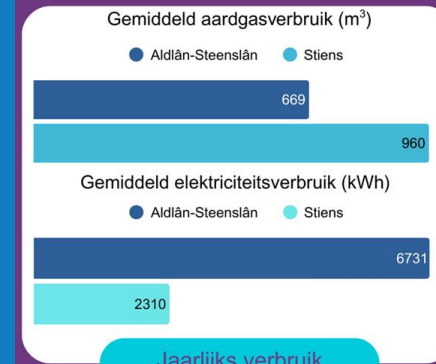 Gemiddeld aardgasverbruik (m³)
Aldlân-Steenslân Stiens
669
960
Gemiddeld elektriciteitsverbruik (kWh)
Aldlân-Steenslân Stiens
6731
2310
Jaarlijks verbruik